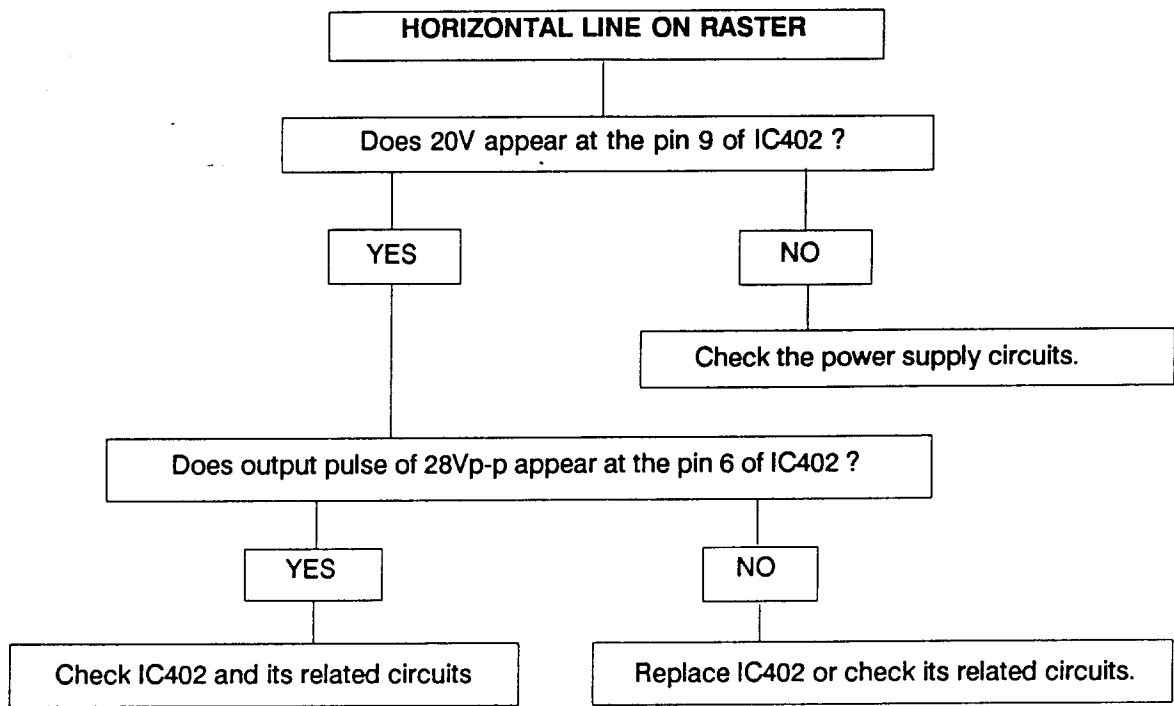 HORIZONTAL LINE ON RASTER
Does 20V appear at the pin 9 of IC402 ?
YES
NO
Check the power supply circuits.
Does output pulse of 28Vp-p appear at the pin 6 of IC402 ?
YES
NO
Check IC402 and its related circuits
Replace IC402 or check its related circuits.